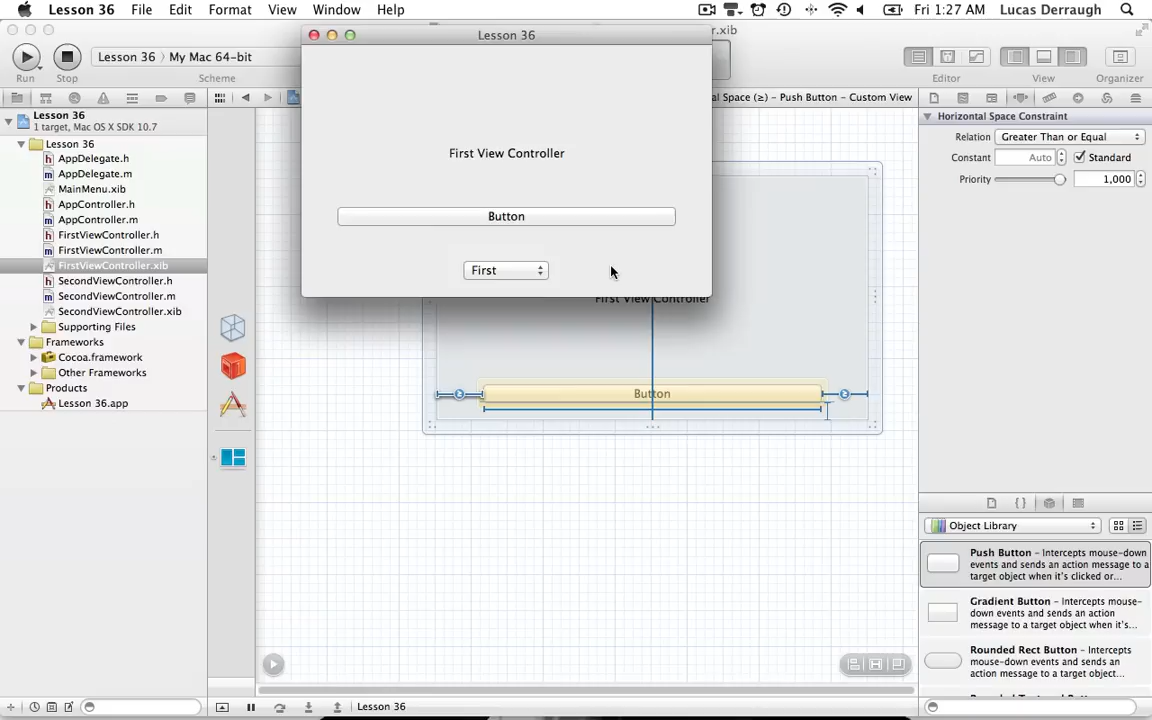 Lesson 36 File Edit Format View Window Help Fri 1:27 AM Lucas Derraugh
Lesson 36
r.xib
Lesson 36 My Mac 64-bit
Run Stop Scheme Editor View Organizer
al Space (≥) - Push Button - Custom View
Lesson 36
1 target, Mac OS X SDK 10.7
Lesson 36
AppDelegate.h
AppDelegate.m
MainMenu.xib
AppController.h
AppController.m
FirstViewController.h
FirstViewController.m
FirstViewController.xib
SecondViewController.h
SecondViewController.m
SecondViewController.xib
Supporting Files
Frameworks
Cocoa.framework
Other Frameworks
Products
Lesson 36.app
First View Controller
Button
First
First View Controller
Button
Horizontal Space Constraint
Relation Greater Than or Equal
Constant Auto Standard
Priority 1,000
Object Library
Push Button - Intercepts mouse-down
events and sends an action message to a
target object when it's clicked or...
Gradient Button - Intercepts mouse-
down events and sends an action
message to a target object when it's...
Rounded Rect Button - Intercepts
mouse-down events and sends an
action message to a target object...
Lesson 36